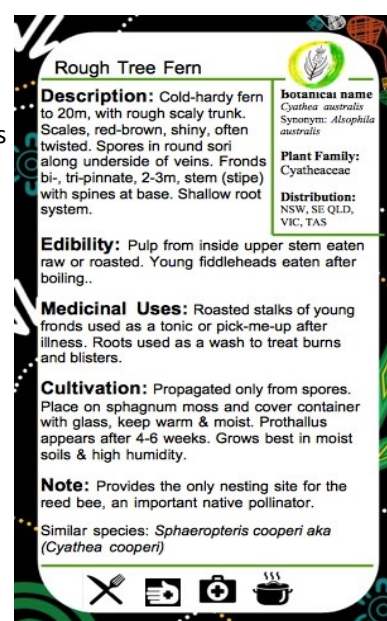 Rough Tree Fern
Description: Cold-hardy fern
to 20m, with rough scaly trunk.
Scales, red-brown, shiny, often
twisted. Spores in round sori
along underside of veins. Fronds
bi-, tri-pinnate, 2-3m, stem (stipe)
with spines at base. Shallow root
system.
botanical name
Cyathea australis
Synonym: Alsophila
australis
Plant Family:
Cyatheaceae
Distribution:
NSW, SE QLD,
VIC, TAS
Edibility: Pulp from inside upper stem eaten
raw or roasted. Young fiddleheads eaten after
boiling..
Medicinal Uses: Roasted stalks of young
fronds used as a tonic or pick-me-up after
illness. Roots used as a wash to treat burns
and blisters.
Cultivation: Propagated only from spores.
Place on sphagnum moss and cover container
with glass, keep warm & moist. Prothallus
appears after 4-6 weeks. Grows best in moist
soils & high humidity.
Note: Provides the only nesting site for the
reed bee, an important native pollinator.
Similar species: Sphaeropteris cooperi aka
(Cyathea cooperi)
s